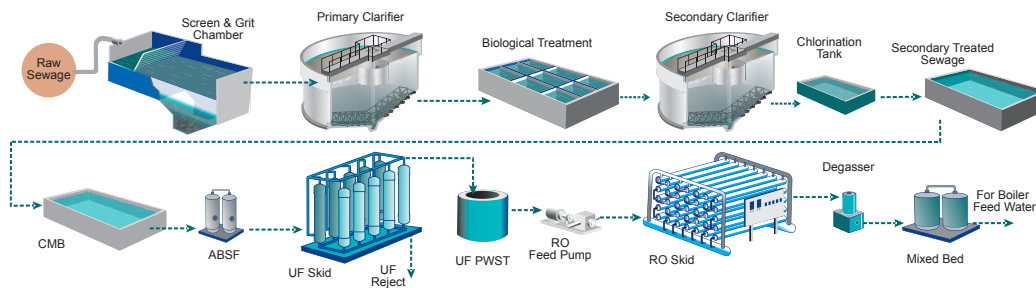 Raw
Sewage
Screen & Grit
Chamber
Primary Clarifier
Biological Treatment
Secondary Clarifier
Chlorination
Tank
Secondary Treated
Sewage
CMB
ABSF
UF Skid
UF
Reject
UF PWST
RO
Feed Pump
RO Skid
Degasser
Mixed Bed
For Boiler
Feed Water